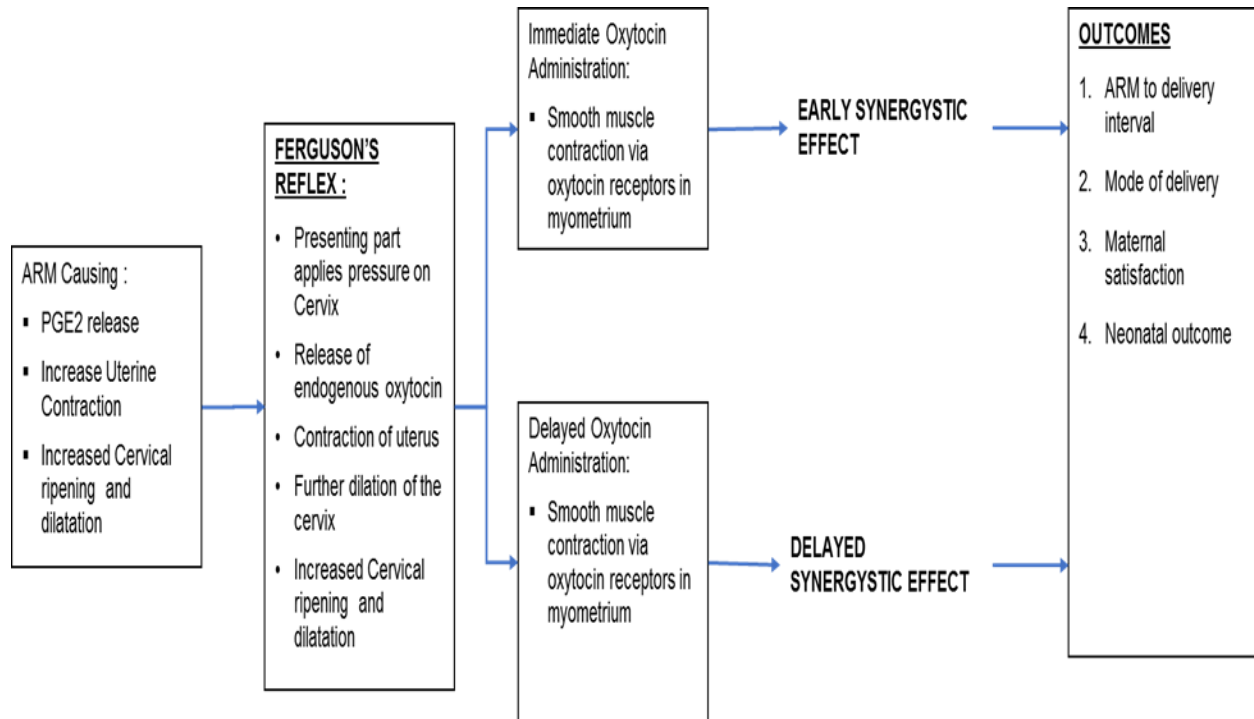 ARM Causing :
▪ PGE2 release
▪ Increase Uterine
Contraction
▪ Increased Cervical
ripening and
dilatation
FERGUSON'S
REFLEX :
• Presenting part
applies pressure on
Cervix
• Release of
endogenous oxytocin
• Contraction of uterus
• Further dilation of the
cervix
• Increased Cervical
ripening and
dilatation
Immediate Oxytocin
Administration:
▪ Smooth muscle
contraction via
oxytocin receptors in
myometrium
EARLY SYNERGYSTIC
EFFECT
Delayed Oxytocin
Administration:
▪ Smooth muscle
contraction via
oxytocin receptors in
myometrium
DELAYED
SYNERGYSTIC EFFECT
OUTCOMES
1. ARM to delivery
interval
2. Mode of delivery
3. Maternal
satisfaction
4. Neonatal outcome